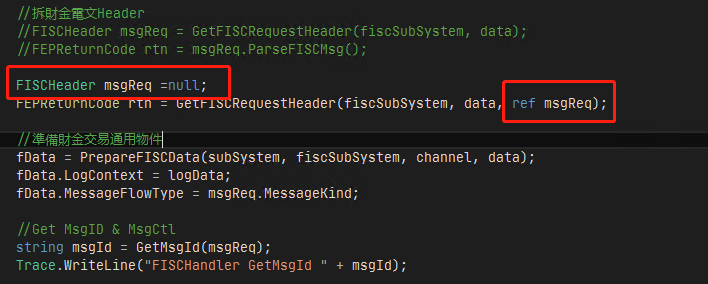 //拆財金電文Header
//FISCHeader msgReq = GetFISCRequestHeader(fiscSubSystem, data);
//FEPReturnCode rtn = msgReq.ParseFISCMsg();
FISCHeader msgReq =null;
FEPReturnCode rtn = GetFISCRequestHeader(fiscSubSystem, data, ref msgReq);
//準備財金交易通用物件
fData = PrepareFISCData(subSystem, fiscSubSystem, channel, data);
fData.LogContext = logData;
fData.MessageFlowType = msgReq.MessageKind;
//Get MsgID & MsgCtl
string msgId = GetMsgId(msgReq);
Trace.WriteLine("FISCHandler GetMsgId " + msgId);